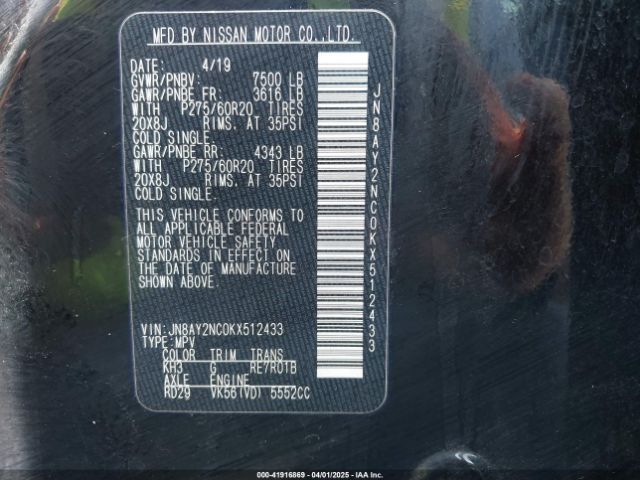 MFD BY NISSAN MOTOR CO.,LTD.
DATE: 4/19
GVWR/PNBV: 7500 LB
GAWR/PNBE FR: 3616 LB
WITH P275/60R20 TIRES
20X8J RIMS. AT 35PSI
COLD SINGLE.
GAWR/PNBE RR: 4343 LB
WITH P275/60R20 TIRES
20X8J RIMS. AT 35PSI
COLD SINGLE.
THIS VEHICLE CONFORMS TO
ALL APPLICABLE FEDERAL
MOTOR VEHICLE SAFETY
STANDARDS IN EFFECT ON
THE DATE OF MANUFACTURE
SHOWN ABOVE.
VIN:JN8AY2NC0KX512433
TYPE:MPV
COLOR TRIM TRANS
KH3 G RE7R01B
AXLE ENGINE
RD29 VK56(VD) 5552CC
JN8AY2NC0KX512433
000-41916869 | 04/01/2025 | IAA Inc.